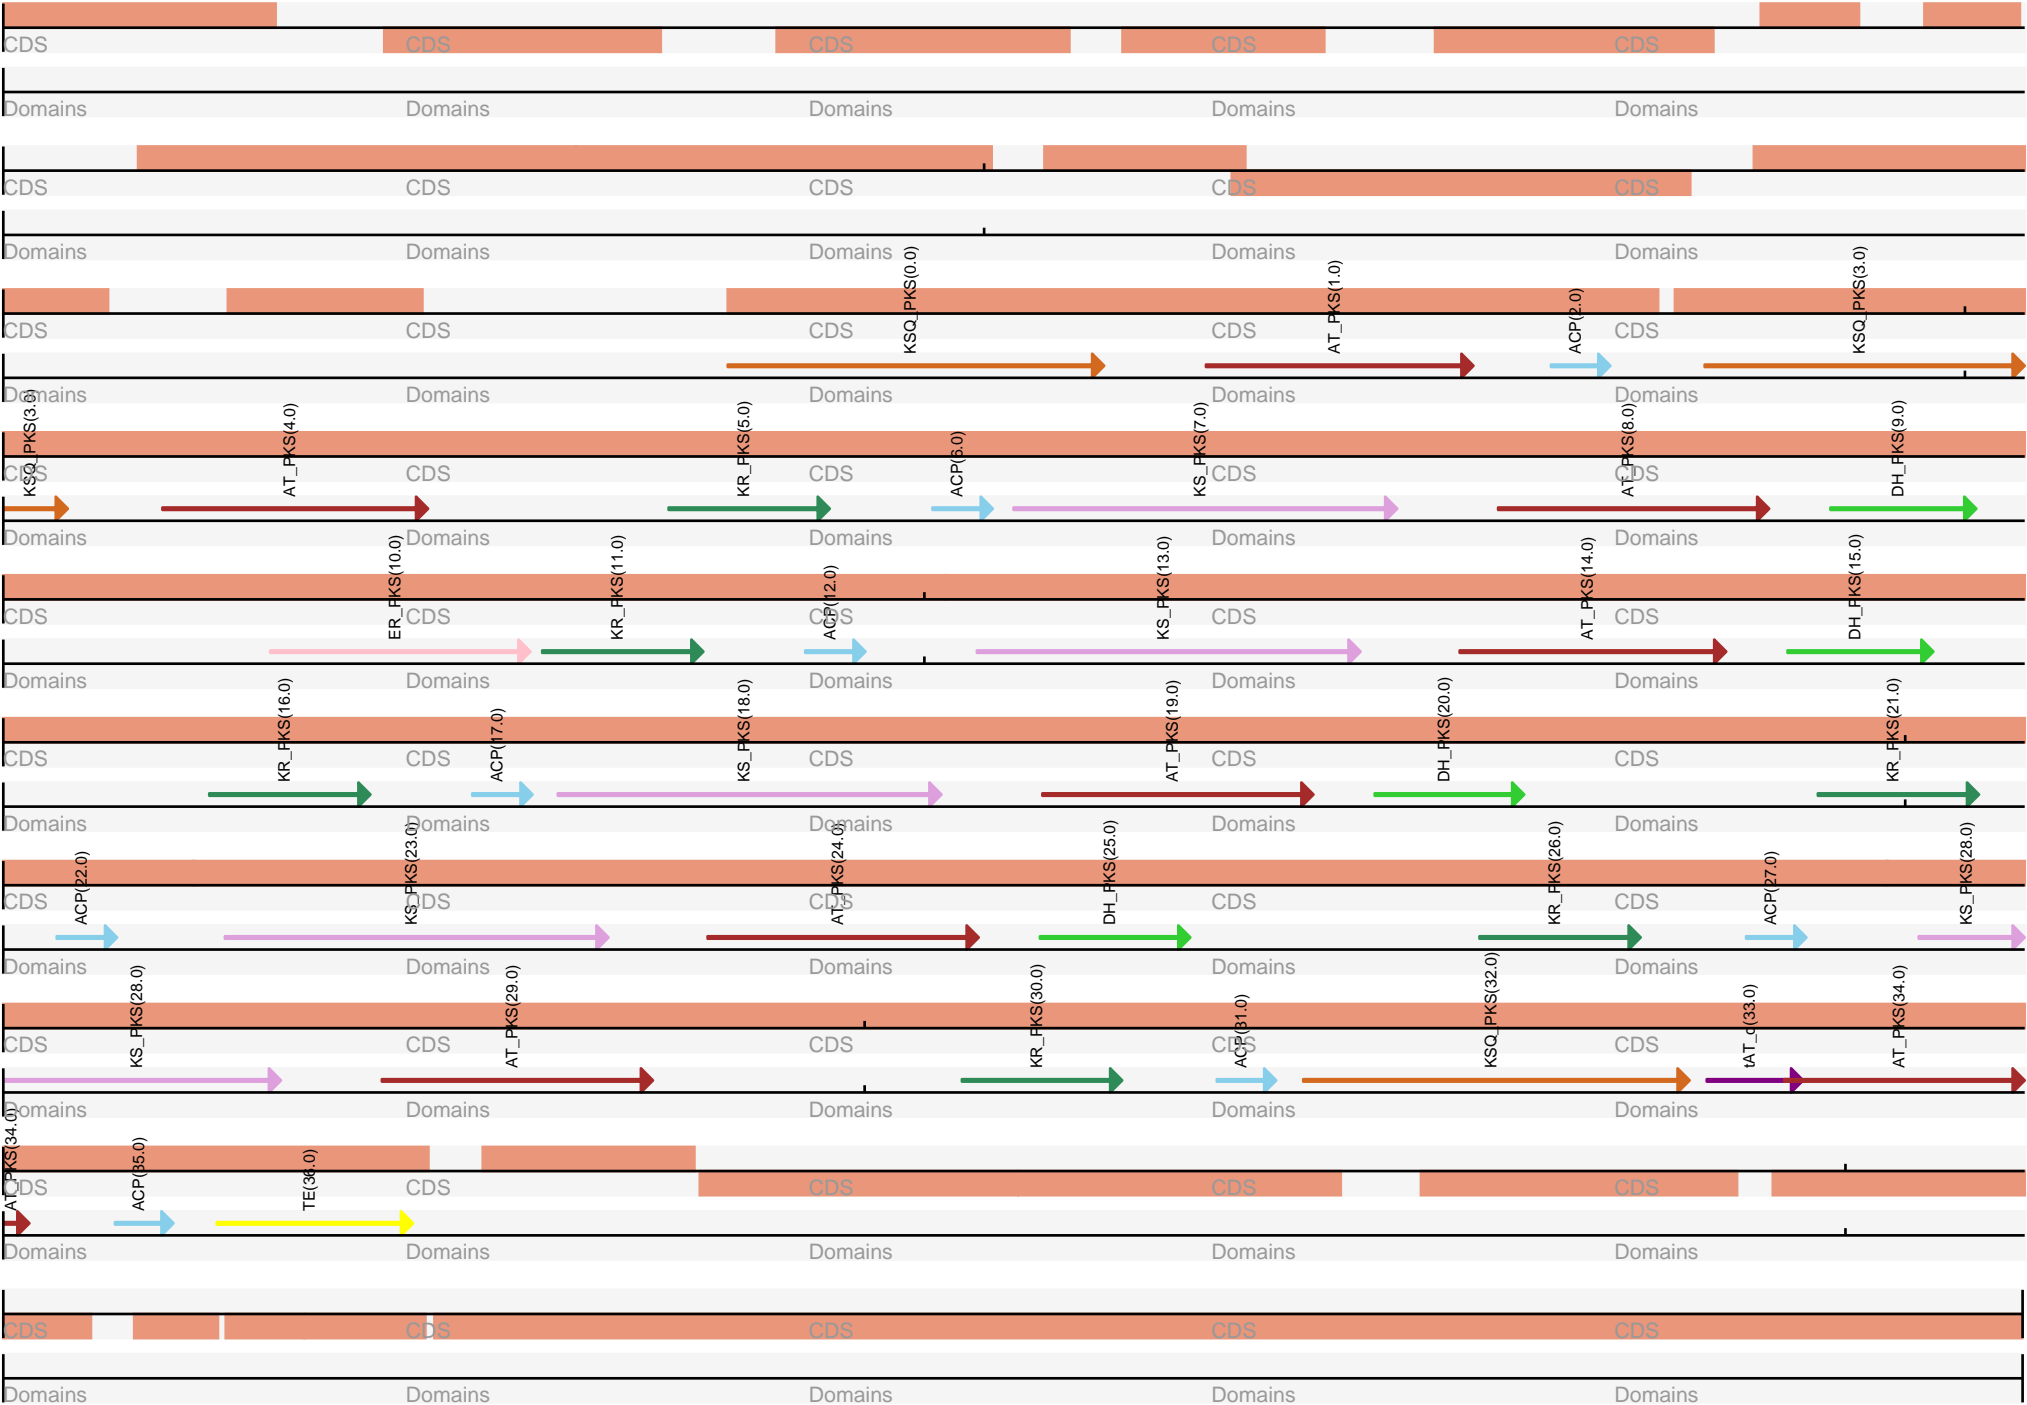 CDS CDS CDS CDS CDS
Domains Domains Domains Domains Domains
CDS CDS CDS CDS CDS
Domains Domains Domains Domains Domains
KSQ_PKS(0.0) AT_PKS(1.0) ACP(2.0) KSQ_PKS(3.0)
CDS CDS CDS CDS CDS
Domains Domains Domains Domains Domains
KSQ_PKS(3.0) AT_PKS(4.0) KR_PKS(5.0) ACP(6.0) KS_PKS(7.0) AT_PKS(8.0) DH_PKS(9.0)
CDS CDS CDS CDS CDS
Domains Domains Domains Domains Domains
ER_PKS(10.0) KR_PKS(11.0) ACP(12.0) KS_PKS(13.0) AT_PKS(14.0) DH_PKS(15.0)
CDS CDS CDS CDS CDS
Domains Domains Domains Domains Domains
KR_PKS(16.0) ACP(17.0) KS_PKS(18.0) AT_PKS(19.0) DH_PKS(20.0) KR_PKS(21.0)
CDS CDS CDS CDS CDS
Domains Domains Domains Domains Domains
ACP(22.0) KS_PKS(23.0) AT_PKS(24.0) DH_PKS(25.0) KR_PKS(26.0) ACP(27.0) KS_PKS(28.0)
CDS CDS CDS CDS CDS
Domains Domains Domains Domains Domains
KS_PKS(28.0) AT_PKS(29.0) KR_PKS(30.0) ACP(31.0) KSQ_PKS(32.0) tAT_d(33.0) AT_PKS(34.0)
CDS CDS CDS CDS CDS
Domains Domains Domains Domains Domains
AT_PKS(34.0) ACP(35.0) TE(36.0)
CDS CDS CDS CDS CDS
Domains Domains Domains Domains Domains
CDS CDS CDS CDS CDS
Domains Domains Domains Domains Domains